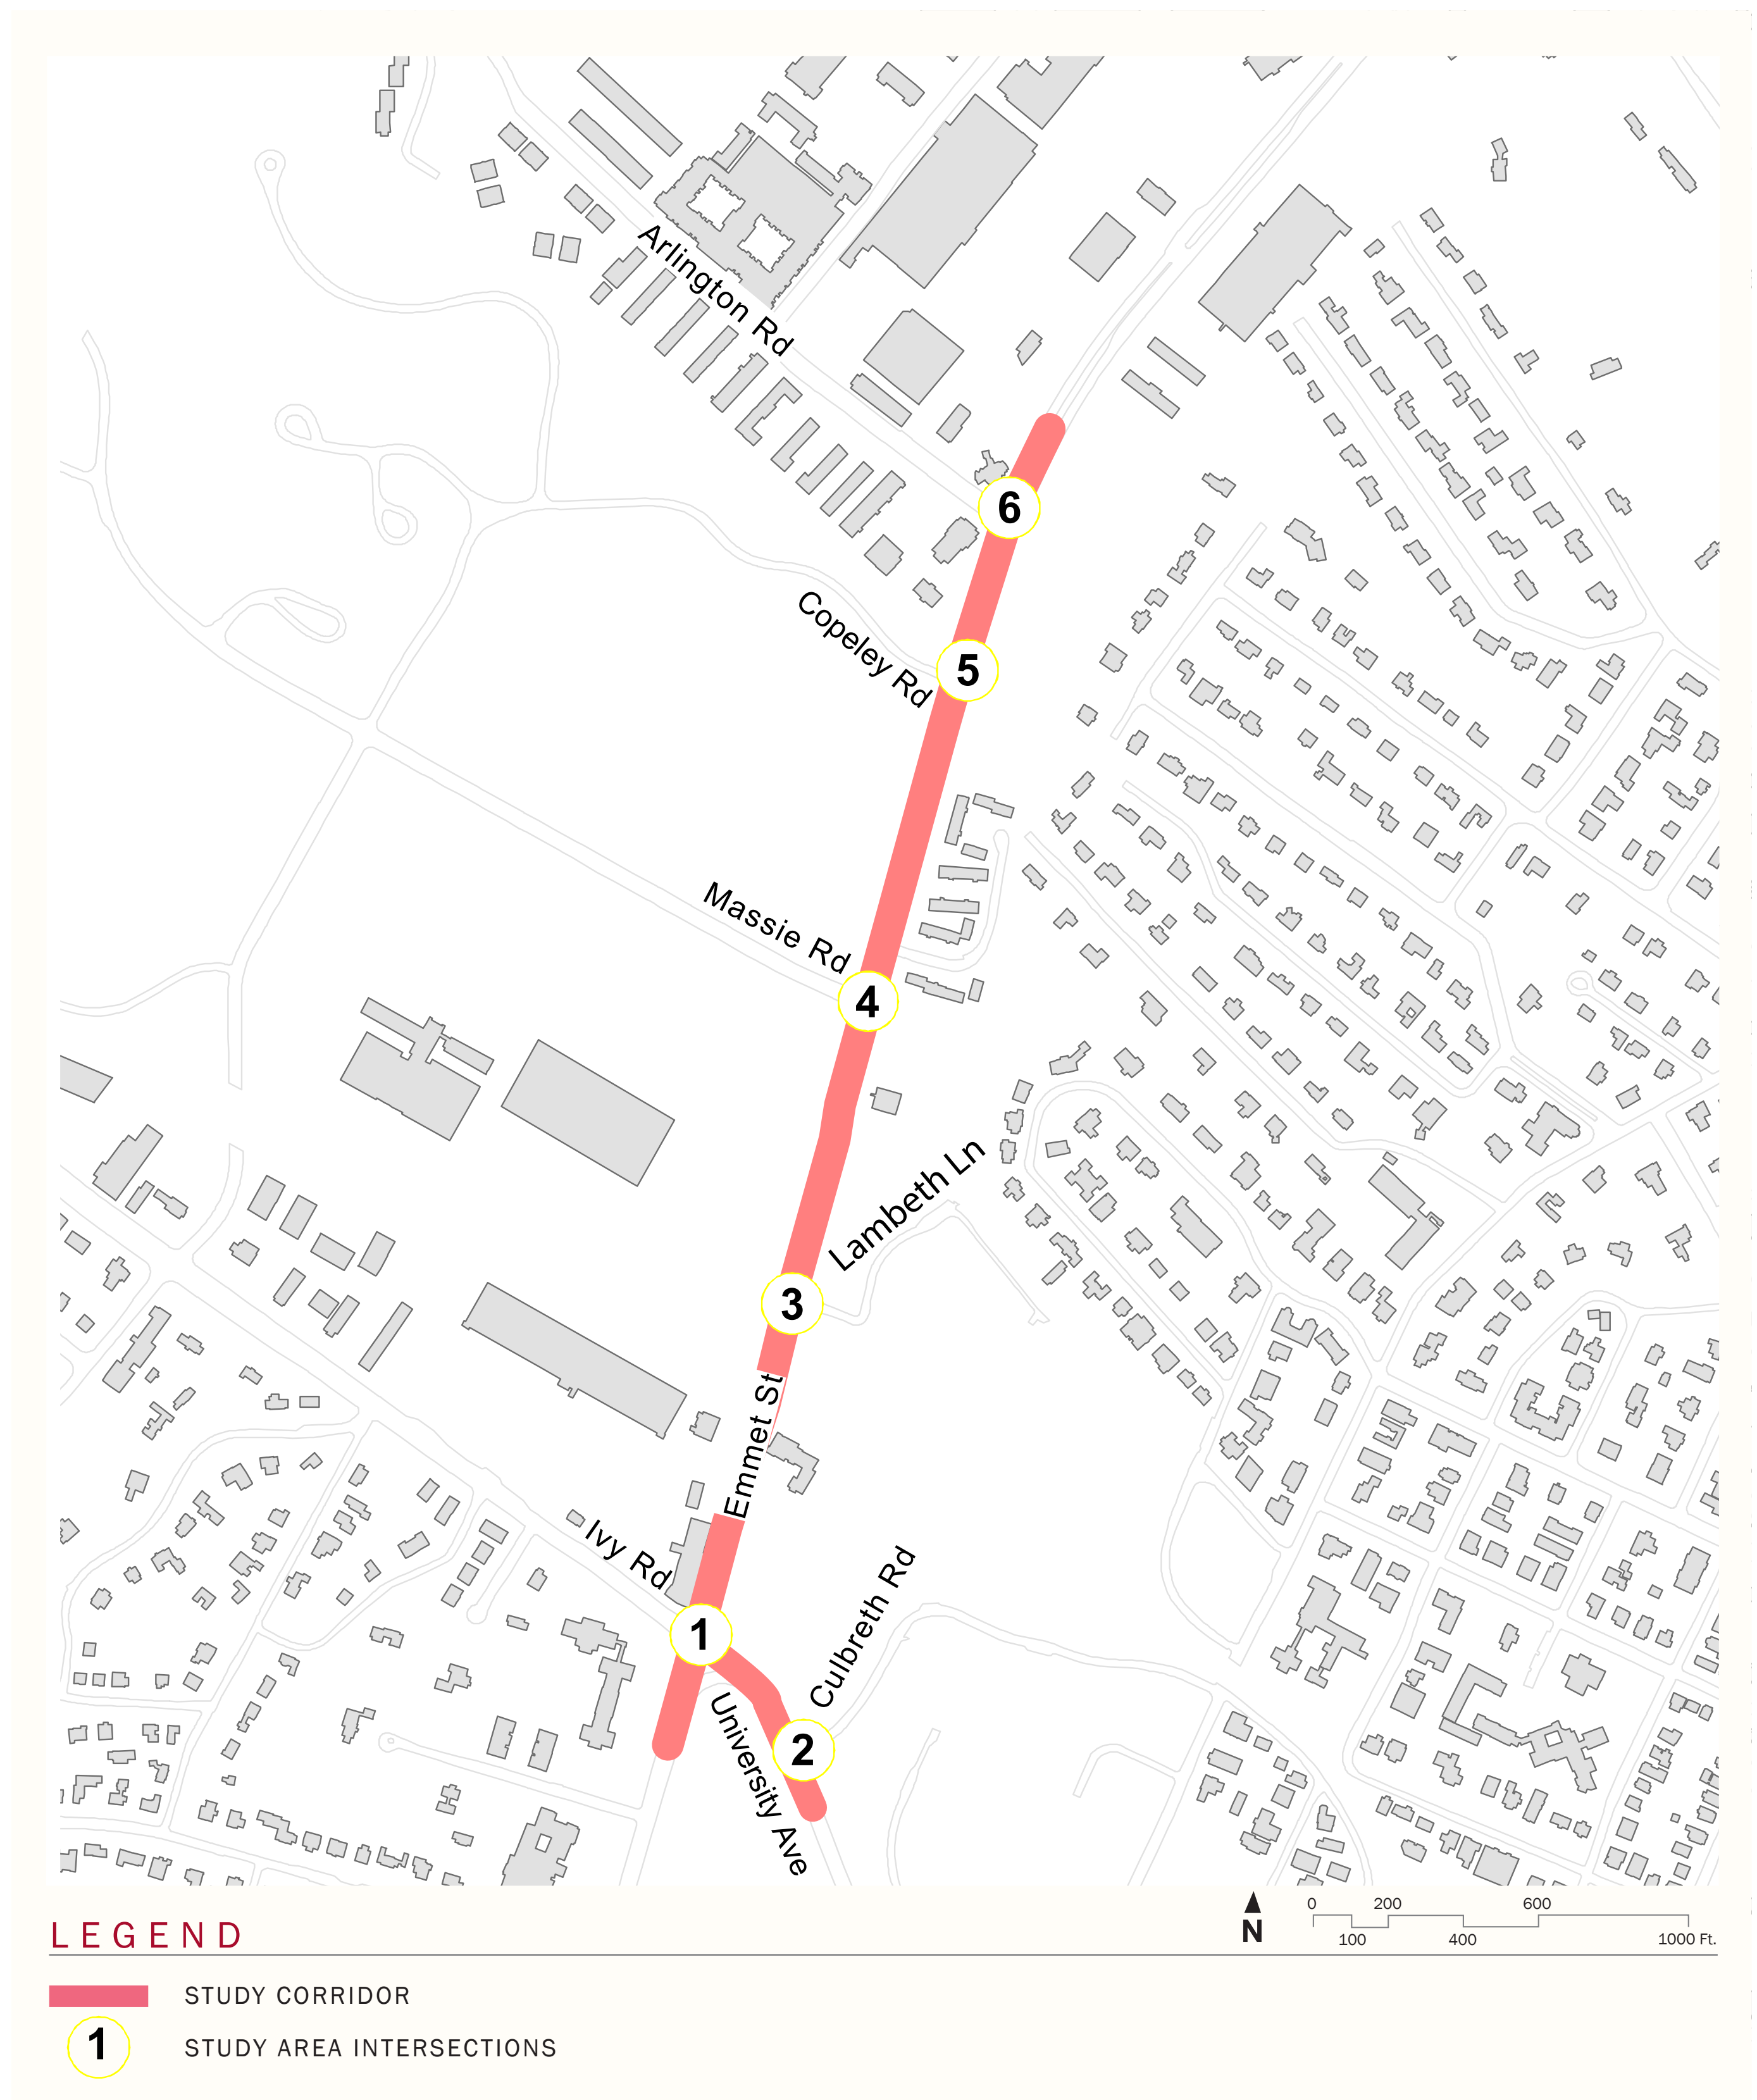 Arlington Rd
6
Copeley Rd
5
Massie Rd
4
Lambeth Ln
3
Emmet St
Ivy Rd
1
Culbreth Rd
University Ave
2
LEGEND
N
0 200 600
100 400 1000 Ft.
STUDY CORRIDOR
1 STUDY AREA INTERSECTIONS